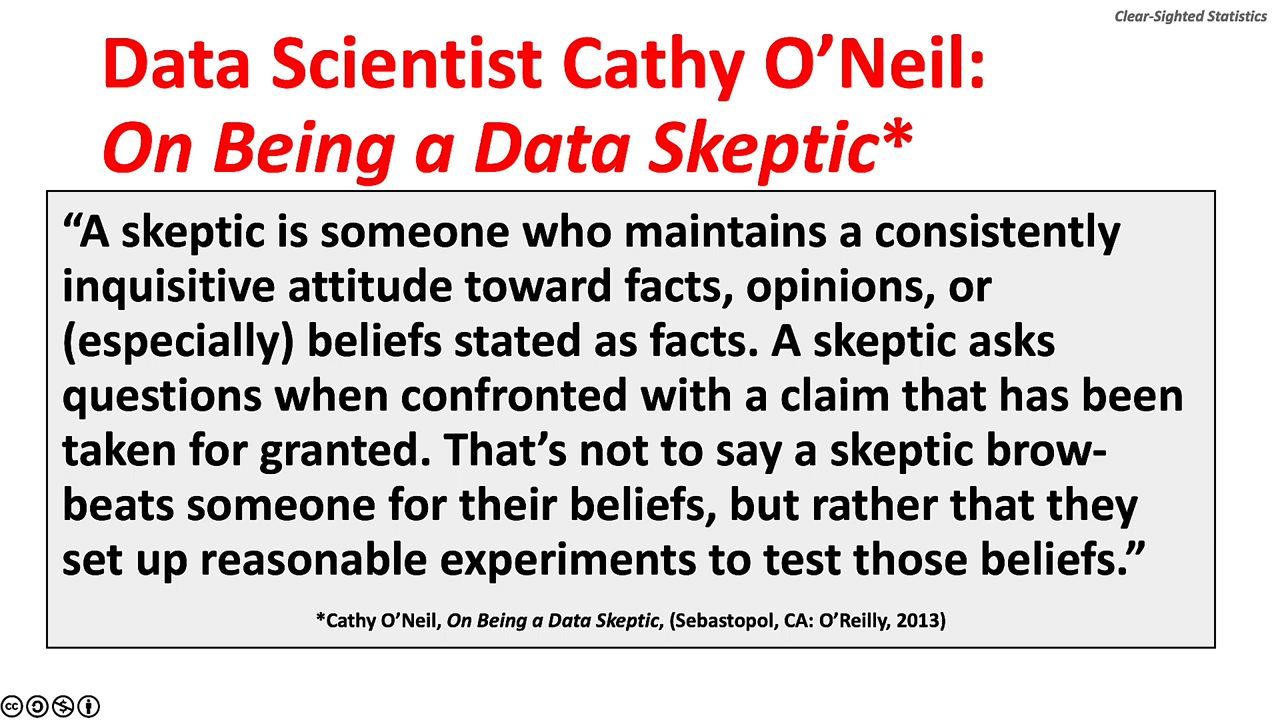 Clear-Sighted Statistics
Data Scientist Cathy O’Neil:
On Being a Data Skeptic*
“A skeptic is someone who maintains a consistently
inquisitive attitude toward facts, opinions, or
(especially) beliefs stated as facts. A skeptic asks
questions when confronted with a claim that has been
taken for granted. That’s not to say a skeptic brow-
beats someone for their beliefs, but rather that they
set up reasonable experiments to test those beliefs.”
*Cathy O’Neil, On Being a Data Skeptic, (Sebastopol, CA: O’Reilly, 2013)
cc